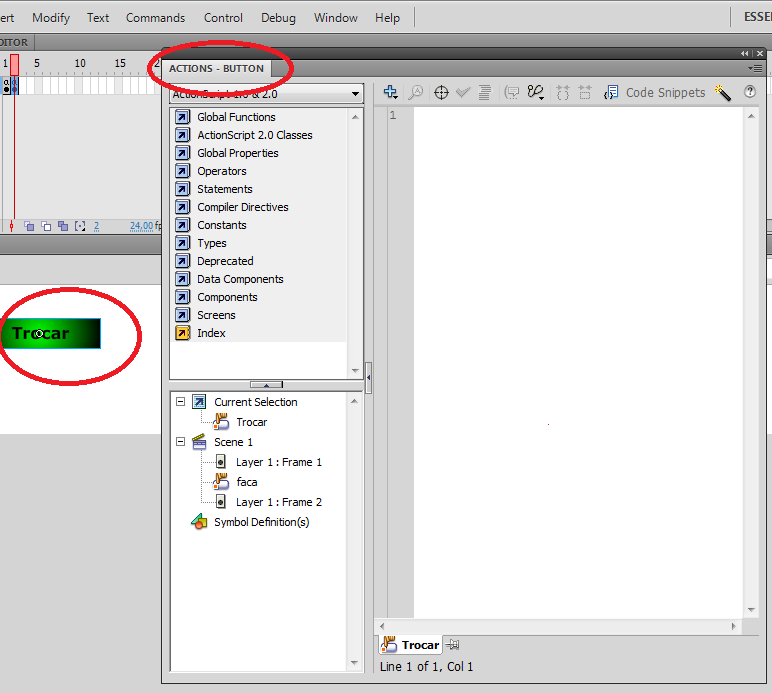 ert Modify Text Commands Control Debug Window Help ESSE
DITOR
1 5 10 15 2
ACTIONS - BUTTON
ActionScript 1.0 & 2.0
Code Snippets
Global Functions
ActionScript 2.0 Classes
Global Properties
Operators
Statements
Compiler Directives
Constants
Types
Deprecated
Data Components
Components
Screens
Index
1
a
2 24,00 fp
Trocar
Current Selection
Trocar
Scene 1
Layer 1 : Frame 1
faca
Layer 1 : Frame 2
Symbol Definition(s)
Trocar
Line 1 of 1, Col 1